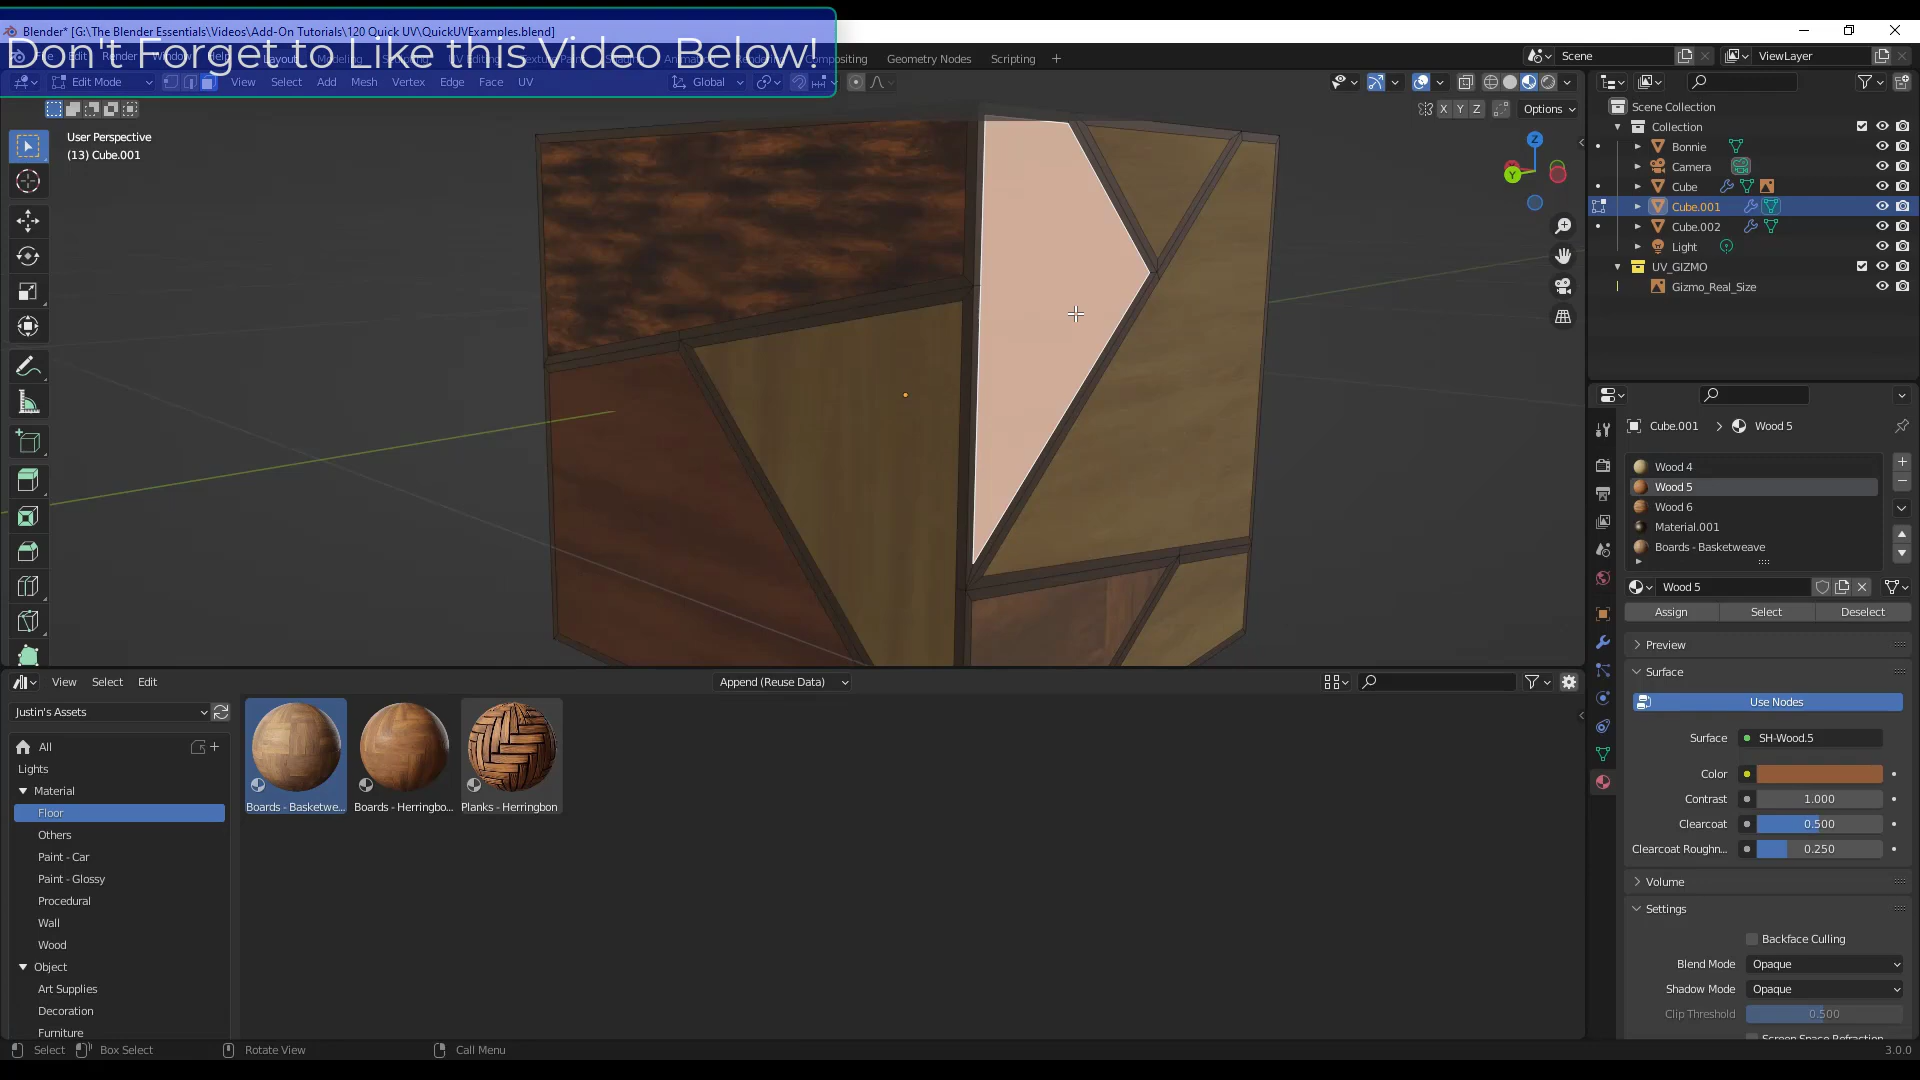 Blender* [G:\The Blender Essentials\Videos\Add-On Tutorials\120 Quick UV\QuickUVExamples.blend]
Don't Forget to Like this Video Below!
Compositing Geometry Nodes Scripting +
Scene ViewLayer
Edit Mode View Select Add Mesh Vertex Edge Face UV Global
X Y Z Options
User Perspective
(13) Cube.001
Z
Y
Scene Collection
Collection
Bonnie
Camera
Cube
Cube.001
Cube.002
Light
UV_GIZMO
Gizmo_Real_Size
Cube.001 > Wood 5
Wood 4
Wood 5
Wood 6
Material.001
Boards - Basketweave
Wood 5
Assign Select Deselect
Preview
Surface
Use Nodes
Surface SH-Wood.5
Color
Contrast 1.000
Clearcoat 0.500
Clearcoat Roughn... 0.250
Volume
Settings
Backface Culling
Blend Mode Opaque
Shadow Mode Opaque
Clip Threshold 0.500
Screen Space Refraction
View Select Edit Append (Reuse Data)
Justin's Assets
All
Lights
Material
Floor
Others
Paint - Car
Paint - Glossy
Procedural
Wall
Wood
Object
Art Supplies
Decoration
Furniture
Boards - Basketwe... Boards - Herringbo... Planks - Herringbon
Select Box Select Rotate View Call Menu 3.0.0